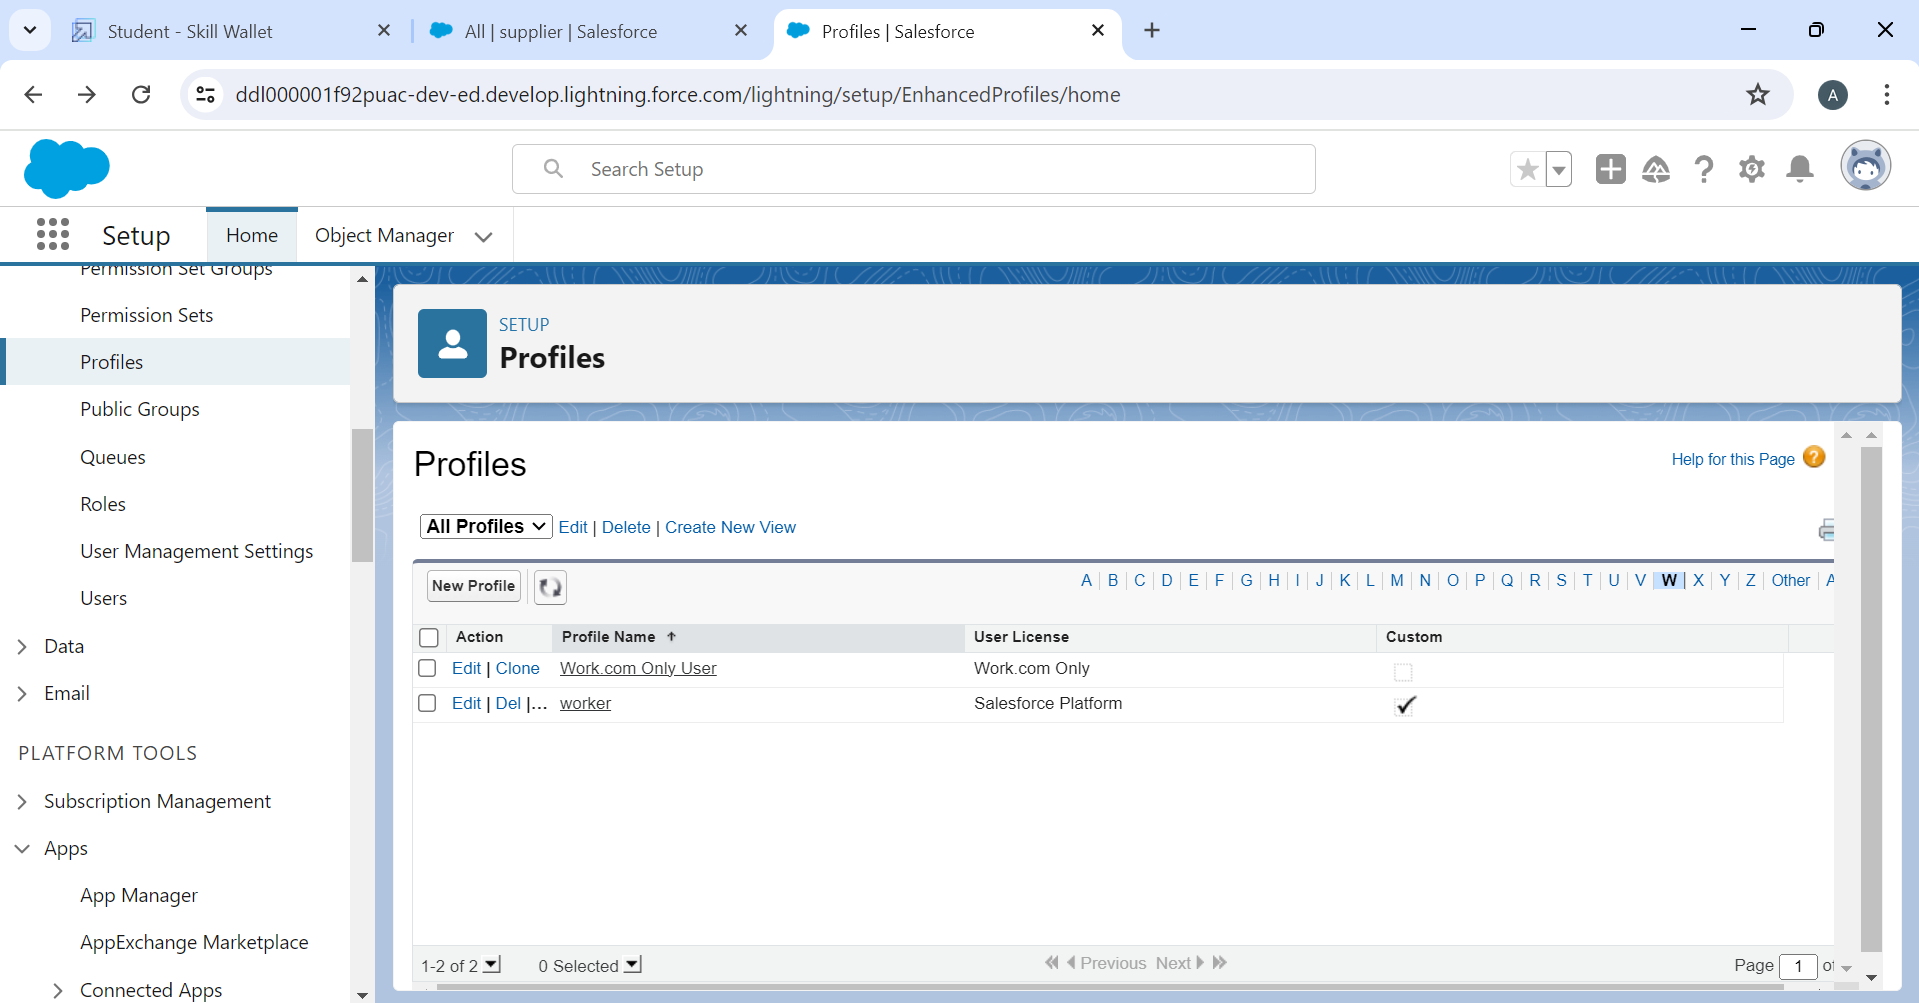 Student - Skill Wallet
All | supplier | Salesforce
Profiles | Salesforce
ddl000001f92puac-dev-ed.develop.lightning.force.com/lightning/setup/EnhancedProfiles/home
A
Search Setup
Setup
Home
Object Manager
Permission Set Groups
Permission Sets
Profiles
Public Groups
Queues
Roles
User Management Settings
Users
Data
Email
PLATFORM TOOLS
Subscription Management
Apps
App Manager
AppExchange Marketplace
Connected Apps
SETUP
Profiles
Profiles
Help for this Page ?
All Profiles Edit | Delete | Create New View
New Profile
A B C D E F G H I J K L M N O P Q R S T U V W X Y Z Other A
Action Profile Name User License Custom
Edit | Clone Work.com Only User Work.com Only
Edit | Del |... worker Salesforce Platform
1-2 of 2 0 Selected Previous Next Page 1 of